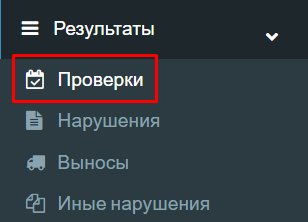 Результаты
Проверки
Нарушения
Выносы
Иные нарушения